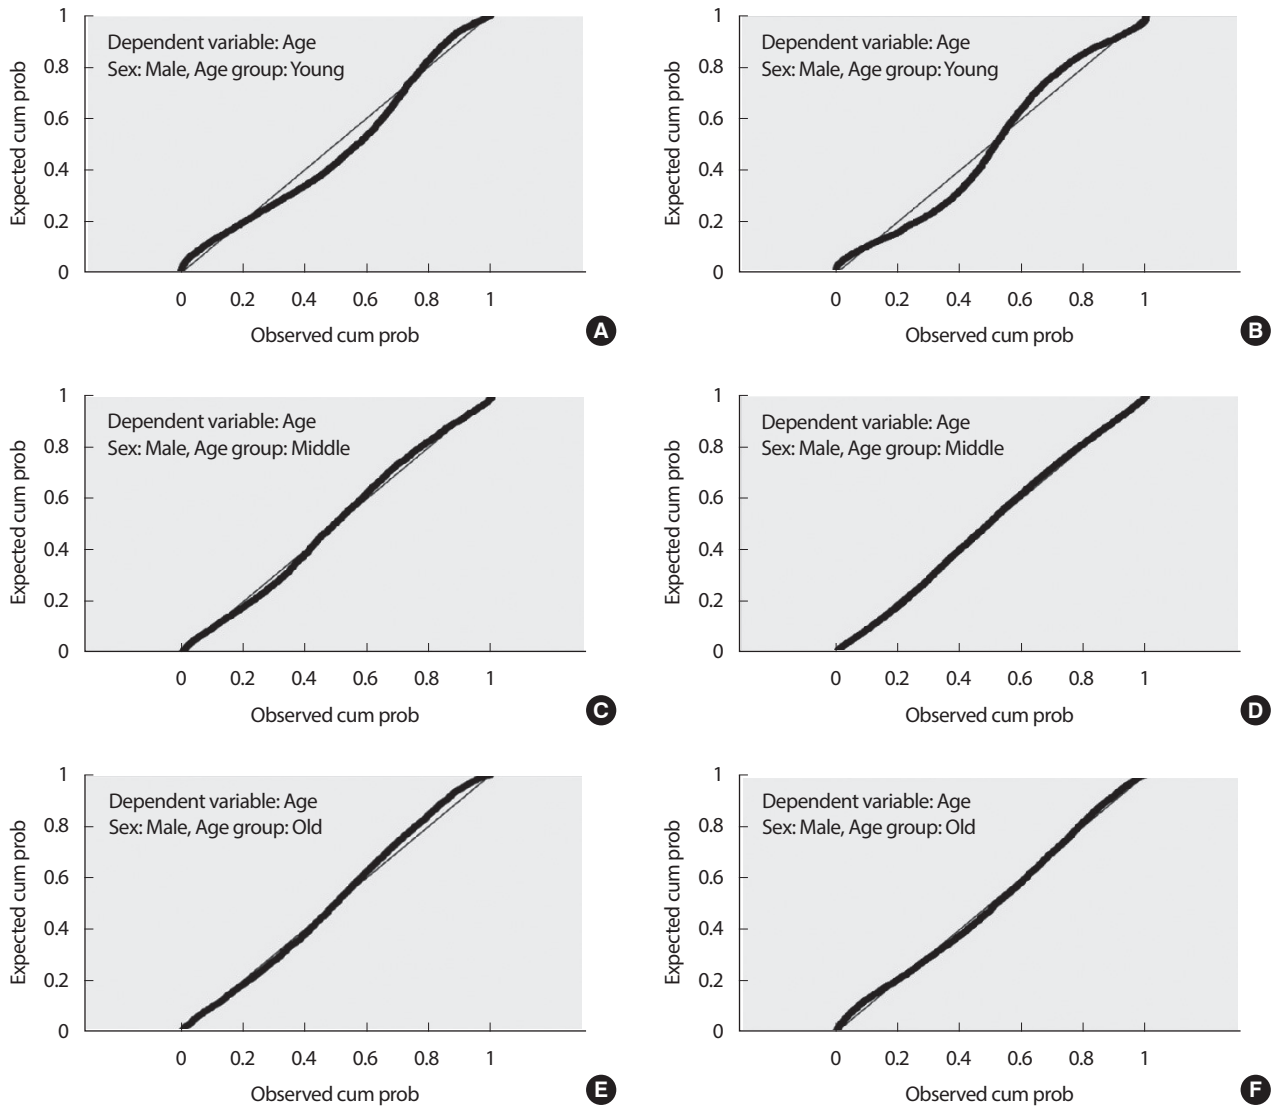 1
0.8
0.6
0.4
0.2
0
Expected cum prob
Dependent variable: Age
Sex: Male, Age group: Young
0 0.2 0.4 0.6 0.8 1
Observed cum prob
A
1
0.8
0.6
0.4
0.2
0
Expected cum prob
Dependent variable: Age
Sex: Male, Age group: Young
0 0.2 0.4 0.6 0.8 1
Observed cum prob
B
1
0.8
0.6
0.4
0.2
0
Expected cum prob
Dependent variable: Age
Sex: Male, Age group: Middle
0 0.2 0.4 0.6 0.8 1
Observed cum prob
C
1
0.8
0.6
0.4
0.2
0
Expected cum prob
Dependent variable: Age
Sex: Male, Age group: Middle
0 0.2 0.4 0.6 0.8 1
Observed cum prob
D
1
0.8
0.6
0.4
0.2
0
Expected cum prob
Dependent variable: Age
Sex: Male, Age group: Old
0 0.2 0.4 0.6 0.8 1
Observed cum prob
E
1
0.8
0.6
0.4
0.2
0
Expected cum prob
Dependent variable: Age
Sex: Male, Age group: Old
0 0.2 0.4 0.6 0.8 1
Observed cum prob
F